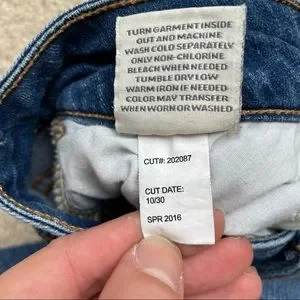 TURN GARMENT INSIDE
OUT AND MACHINE
WASH COLD SEPARATELY
ONLY NON-CHLORINE
BLEACH WHEN NEEDED
TUMBLE DRY LOW
WARM IRON IF NEEDED
COLOR MAY TRANSFER
WHEN WORN OR WASHED
CUT#: 202087
CUT DATE:
10/30
SPR 2016